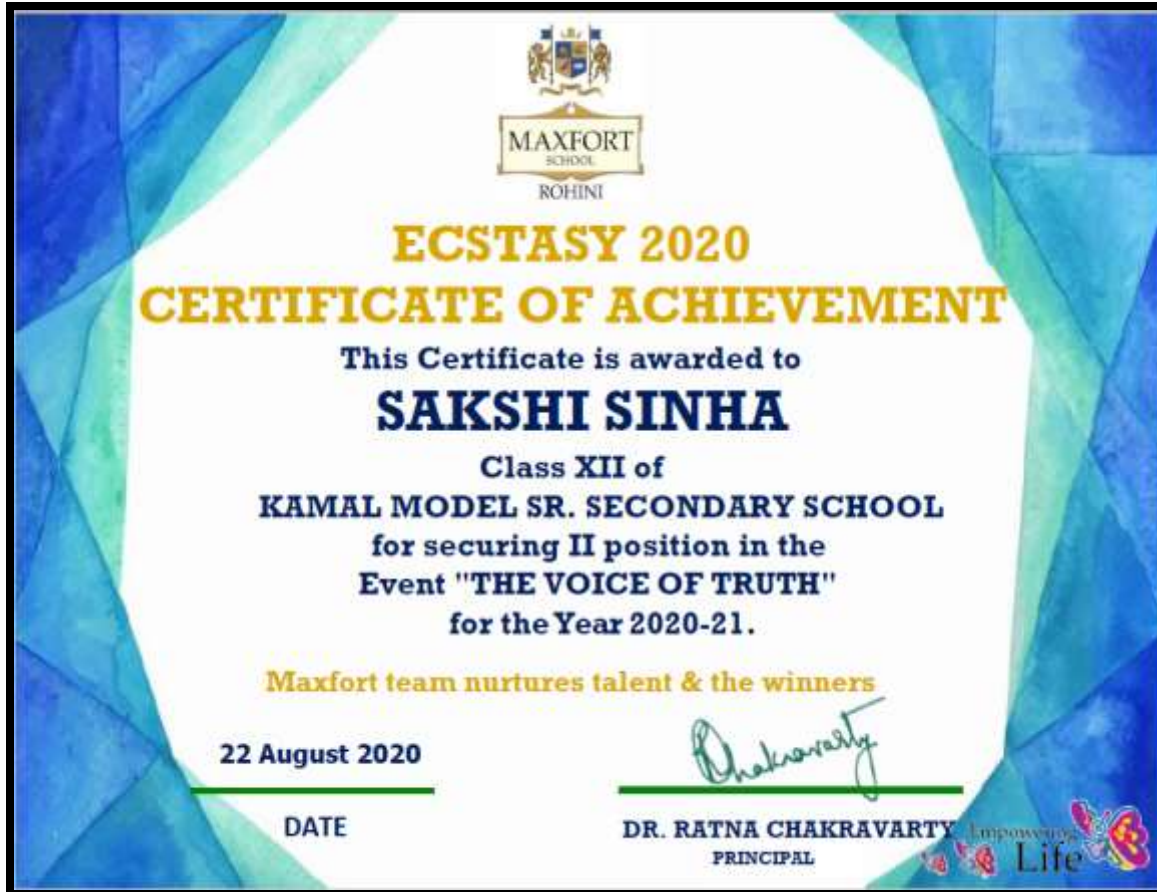 MAXFORT
SCHOOL
ROHINI
ECSTASY 2020
CERTIFICATE OF ACHIEVEMENT
This Certificate is awarded to
SAKSHI SINHA
Class XII of
KAMAL MODEL SR. SECONDARY SCHOOL
for securing II position in the
Event "THE VOICE OF TRUTH"
for the Year 2020-21.
Maxfort team nurtures talent & the winners
22 August 2020
RChakravarty
DATE
DR. RATNA CHAKRAVARTY
PRINCIPAL
Empowering
Life